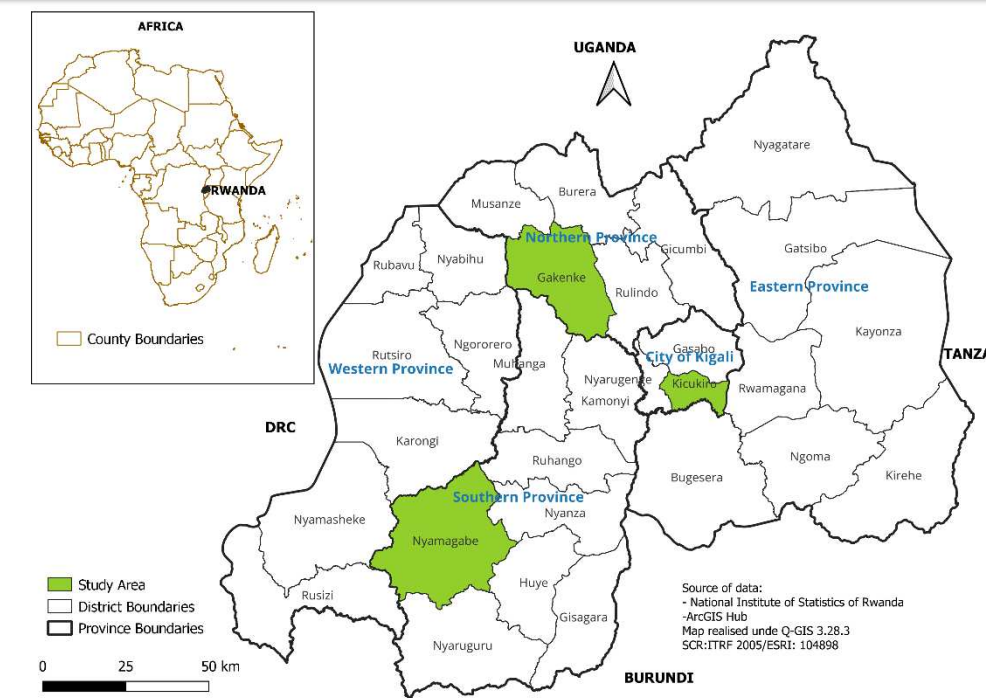 AFRICA
RWANDA
County Boundaries
UGANDA
Nyagatare
Burera
Musanze
Northern Province
Gicumbi
Gatsibo
Rubavu
Nyabihu
Gakenke
Rulindo
Eastern Province
Kayonza
Ngororero
Rutsiro
Muhanga
Western Province
Gasabo
City of Kigali
TANZA
Nyarugenge
Kicukiro
Rwamagana
Kamonyi
DRC
Karongi
Ruhango
Ngoma
Bugesera
Kirehe
Southern Province
Nyanza
Nyamasheke
Nyamagabe
Huye
Rusizi
Gisagara
Nyaruguru
BURUNDI
Study Area
District Boundaries
Province Boundaries
0 25 50 km
Source of data:
- National Institute of Statistics of Rwanda
-ArcGIS Hub
Map realised unde Q-GIS 3.28.3
SCR:ITRF 2005/ESRI: 104898